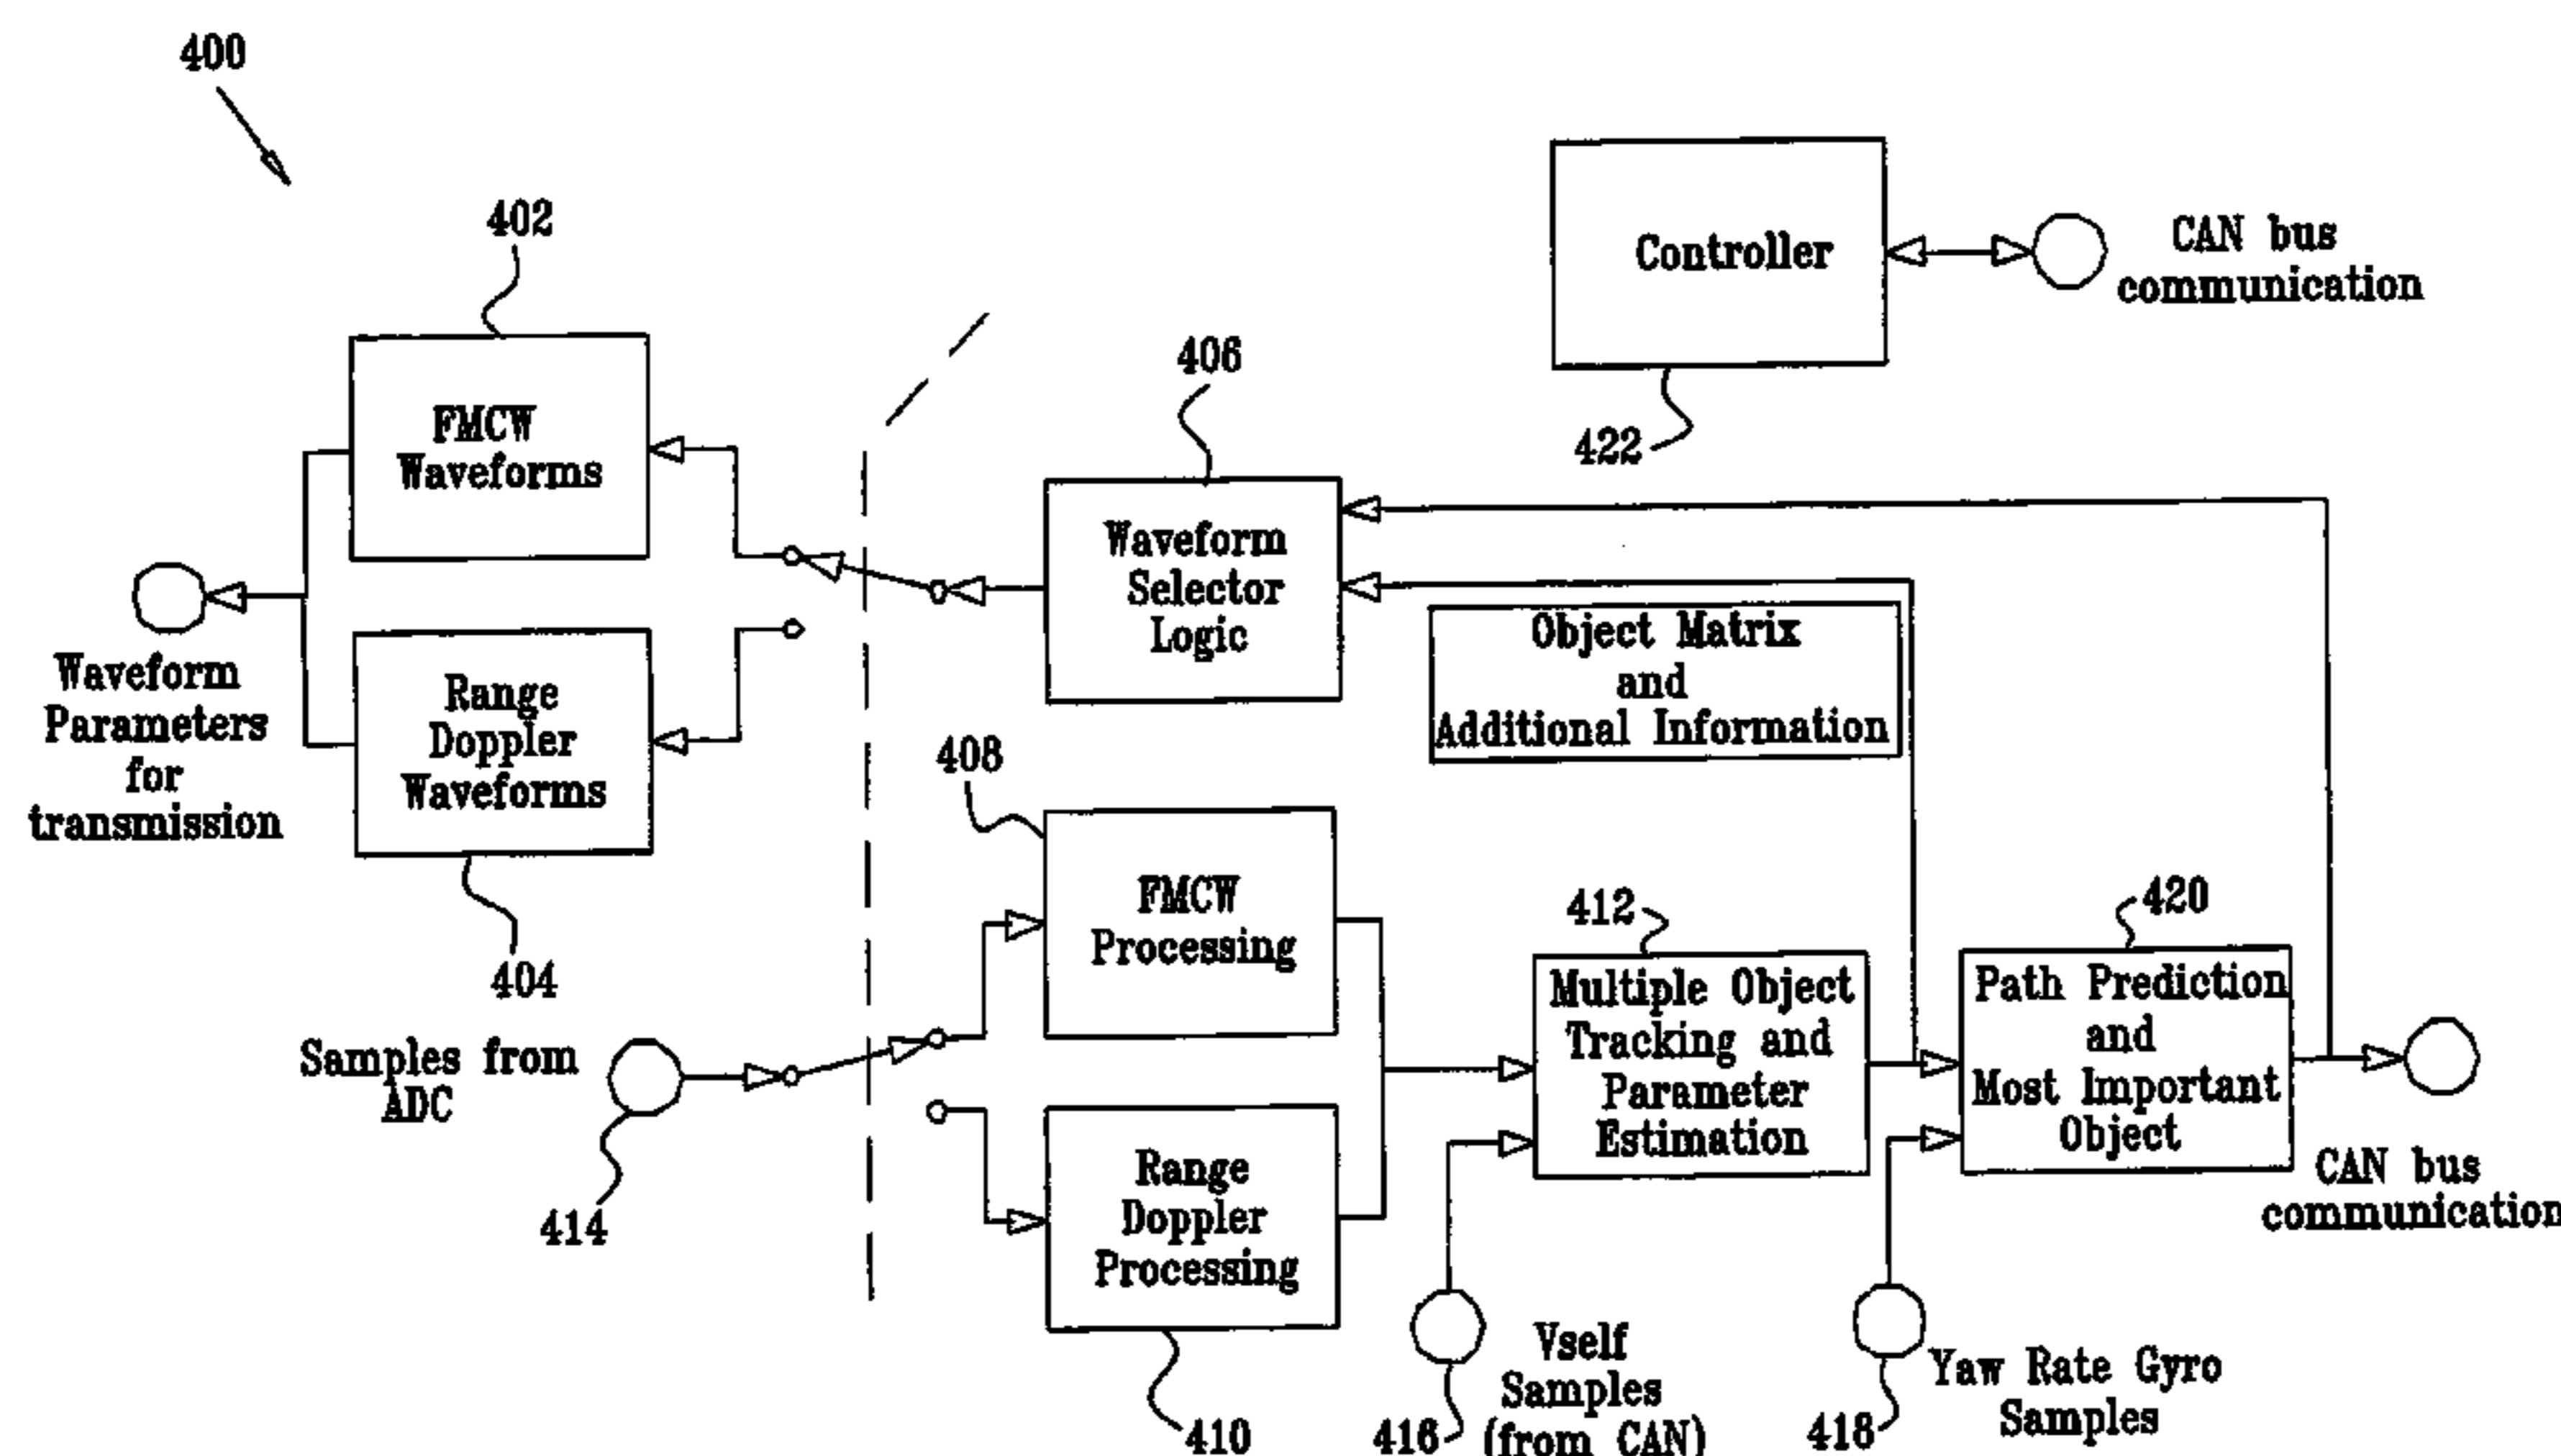 400
402
FMCW
Waveforms
Waveform
Parameters
for
transmission
Range
Doppler
Waveforms
404
406
Waveform
Selector
Logic
Controller
422
CAN bus
communication
Object Matrix
and
Additional Information
408
FMCW
Processing
Samples from
ADC
414
Range
Doppler
Processing
410
412
Multiple Object
Tracking and
Parameter
Estimation
420
Path Prediction
and
Most Important
Object
CAN bus
communication
416
Vself
Samples
(from CAN)
418
Yaw Rate Gyro
Samples